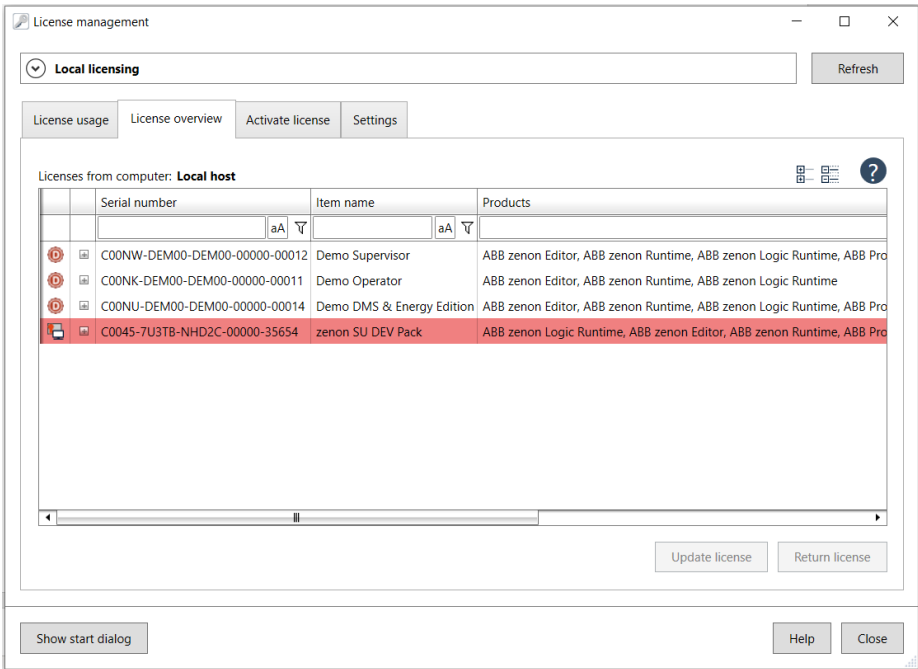 License management
Local licensing
Refresh
License usage
License overview
Activate license
Settings
Licenses from computer: Local host
?
Serial number Item name Products
aA aA
D C00NW-DEM00-DEM00-00000-00012 Demo Supervisor ABB zenon Editor, ABB zenon Runtime, ABB zenon Logic Runtime, ABB Pro
D C00NK-DEM00-DEM00-00000-00011 Demo Operator ABB zenon Editor, ABB zenon Runtime, ABB zenon Logic Runtime
D C00NU-DEM00-DEM00-00000-00014 Demo DMS & Energy Edition ABB zenon Editor, ABB zenon Runtime, ABB zenon Logic Runtime, ABB Pro
C0045-7U3TB-NHD2C-00000-35654 zenon SU DEV Pack ABB zenon Logic Runtime, ABB zenon Editor, ABB zenon Runtime, ABB Pro
Update license
Return license
Show start dialog
Help
Close